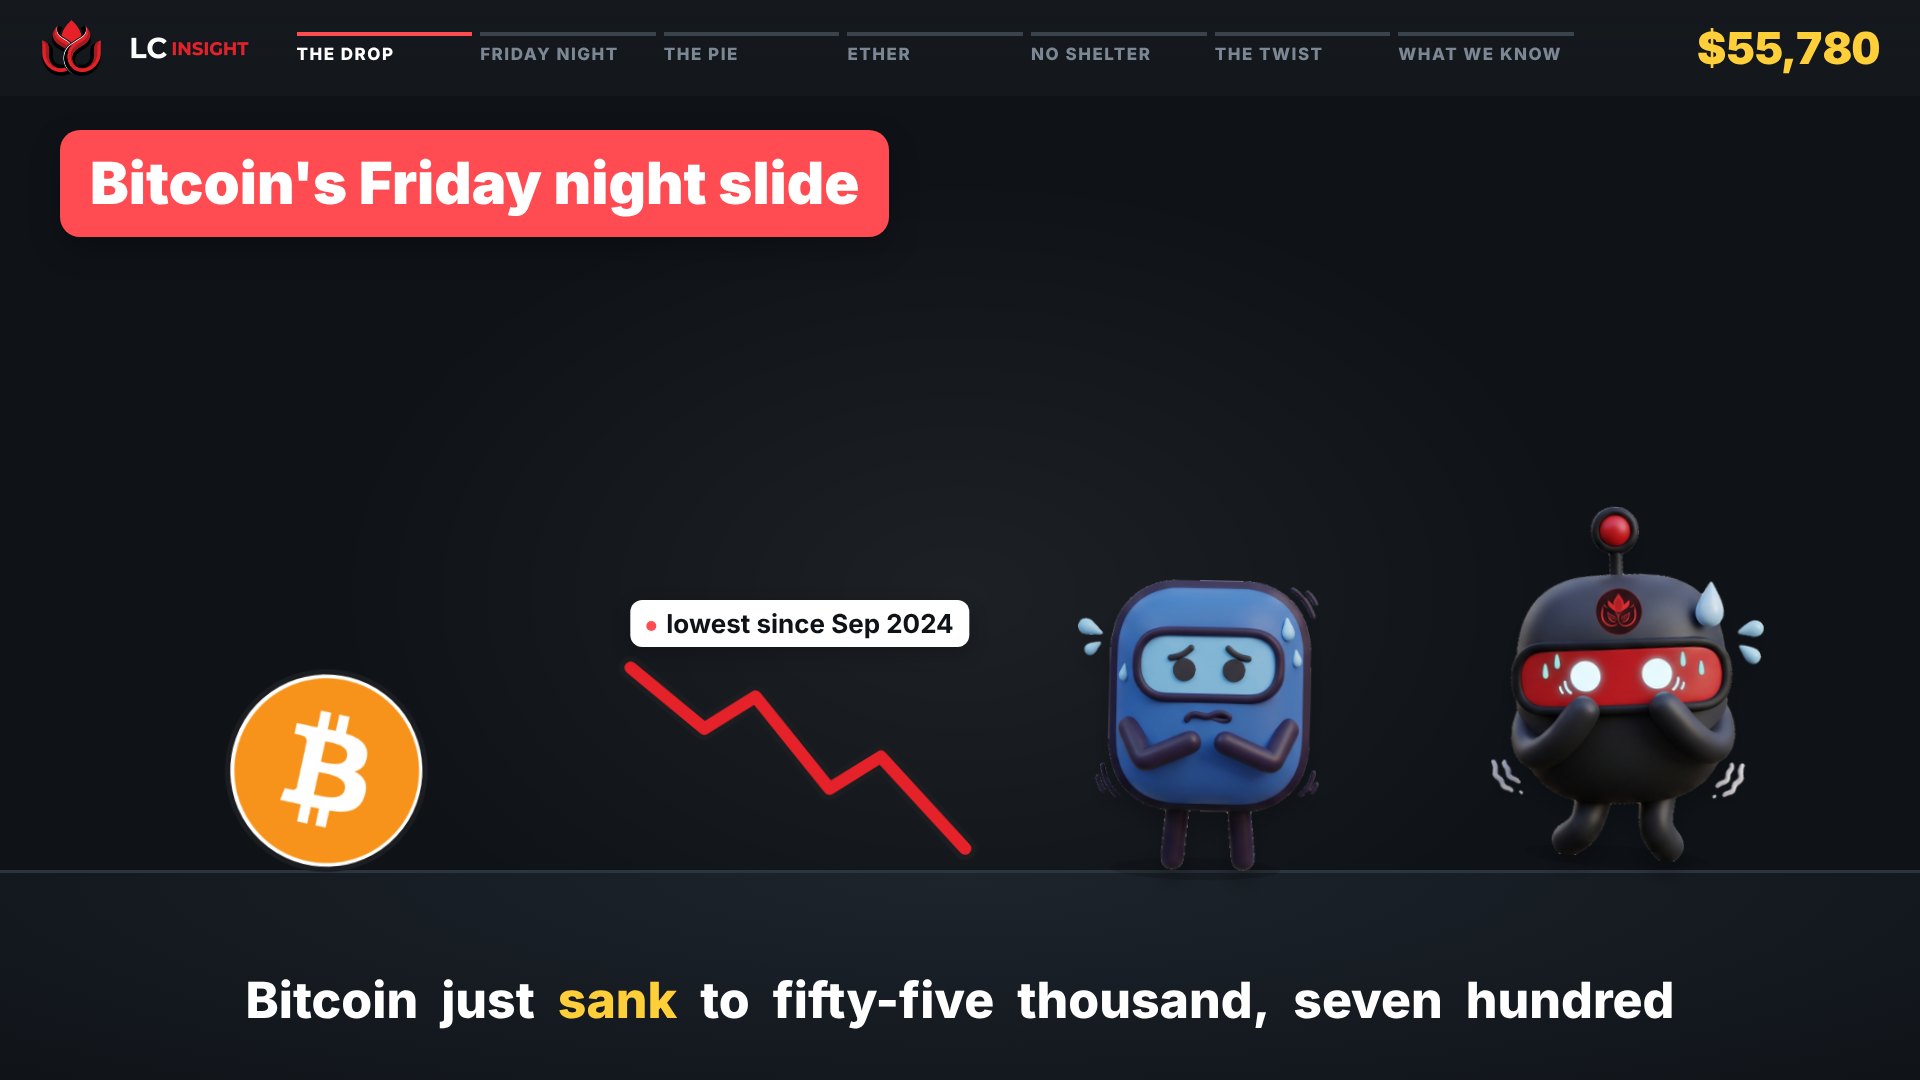 LC INSIGHT
THE DROP
FRIDAY NIGHT
THE PIE
ETHER
NO SHELTER
THE TWIST
WHAT WE KNOW
$55,780
Bitcoin's Friday night slide
lowest since Sep 2024
Bitcoin just sank to fifty-five thousand, seven hundred